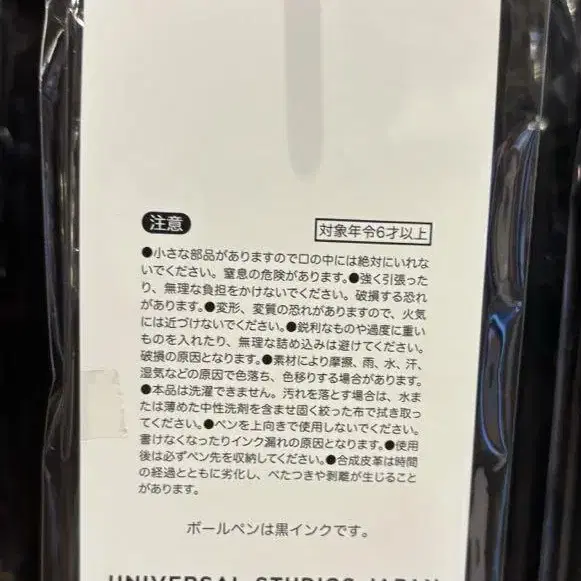 注意
対象年令6才以上
●小さな部品がありますので口の中には絶対にいれな
いでください。窒息の危険があります。●強く引張った
り、無理な負担をかけないでください。破損する恐れ
があります。●変形、変質の恐れがありますので、火気
には近づけないでください。●鋭利なものや過度に重い
ものを入れたり、無理な詰め込みは避けてください。
破損の原因となります。●素材により摩擦、雨、水、汗、
湿気などの原因で色落ち、色移りする場合があります。
●本品は洗濯できません。汚れを落とす場合は、水ま
たは薄めた中性洗剤を含ませ固く絞った布で拭き取っ
てください。●ペンを上向きで使用しないでください。
書けなくなったりインク漏れの原因となります。●使用
後は必ずペン先を収納してください。●合成皮革は時間
の経過とともに劣化し、べたつきや剥離が生じること
があります。
ボールペンは黒インクです。
UNIVERSAL STUDIOS JAPAN